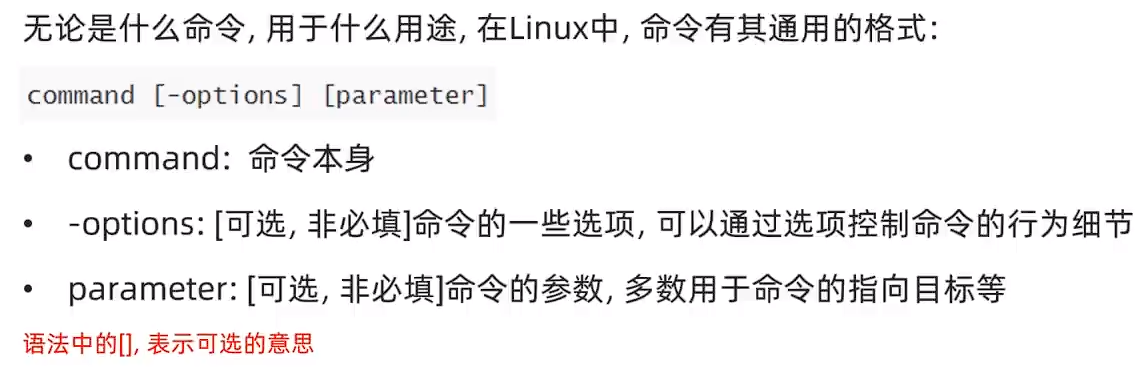 无论是什么命令, 用于什么用途, 在Linux中, 命令有其通用的格式:
command [-options] [parameter]
• command: 命令本身
• -options: [可选, 非必填]命令的一些选项, 可以通过选项控制命令的行为细节
• parameter: [可选, 非必填]命令的参数, 多数用于命令的指向目标等
语法中的[], 表示可选的意思